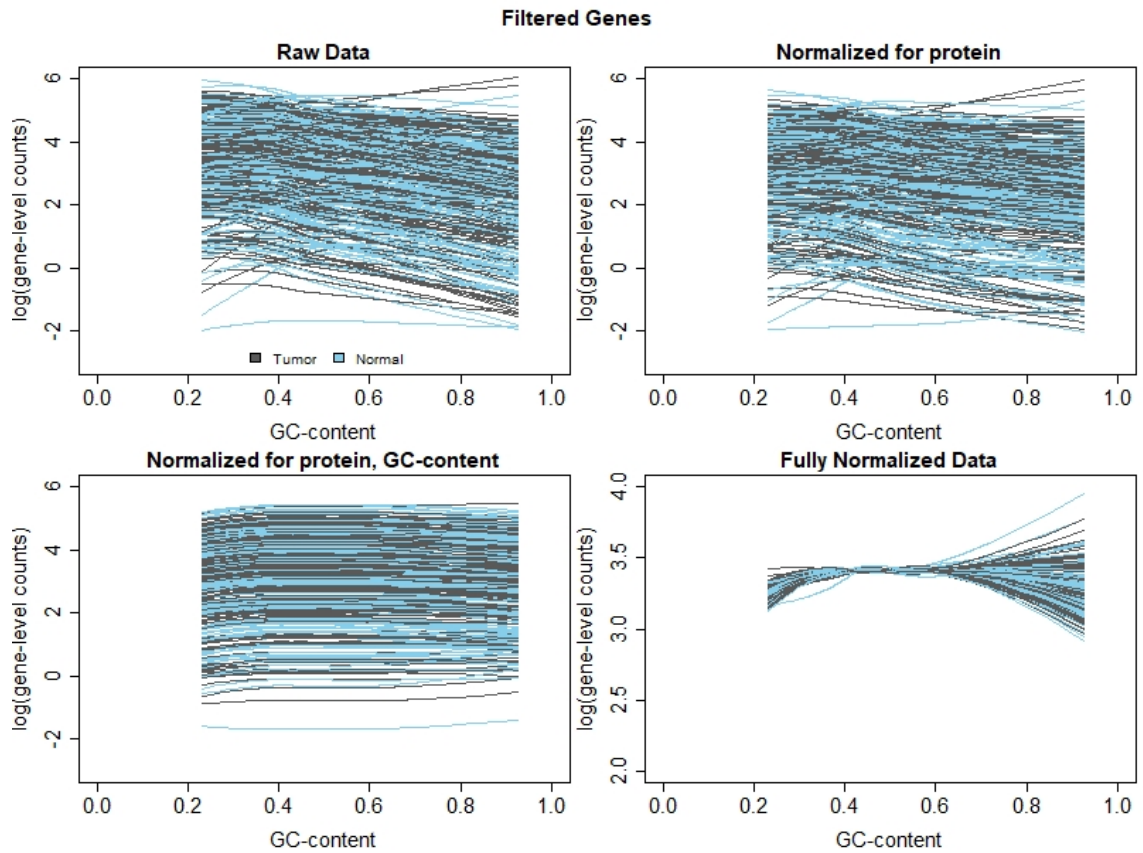 Filtered Genes
Raw Data
6
4
2
0
-2
log(gene-level counts)
Tumor
Normal
0.0 0.2 0.4 0.6 0.8 1.0
GC-content
Normalized for protein
6
4
2
0
-2
log(gene-level counts)
0.0 0.2 0.4 0.6 0.8 1.0
GC-content
Normalized for protein, GC-content
6
4
2
0
-2
log(gene-level counts)
0.0 0.2 0.4 0.6 0.8 1.0
GC-content
Fully Normalized Data
4.0
3.5
3.0
2.5
2.0
log(gene-level counts)
0.0 0.2 0.4 0.6 0.8 1.0
GC-content